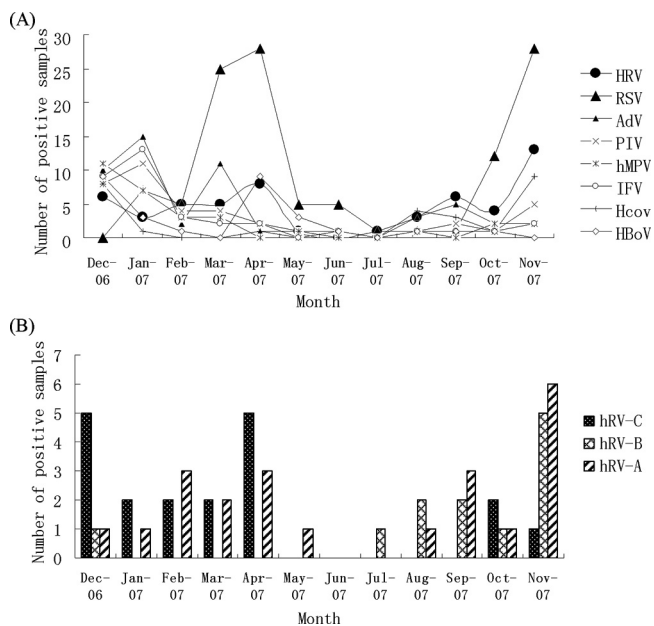 (A)
Number of positive samples
30
25
20
15
10
5
0
Dec-06
Jan-07
Feb-07
Mar-07
Apr-07
May-07
Jun-07
Jul-07
Aug-07
Sep-07
Oct-07
Nov-07
Month
HRV
RSV
AdV
PIV
hMPV
IFV
Hcov
HBoV
(B)
Number of positive samples
7
6
5
4
3
2
1
0
Dec-06
Jan-07
Feb-07
Mar-07
Apr-07
May-07
Jun-07
Jul-07
Aug-07
Sep-07
Oct-07
Nov-07
Month
hRV-C
hRV-B
hRV-A